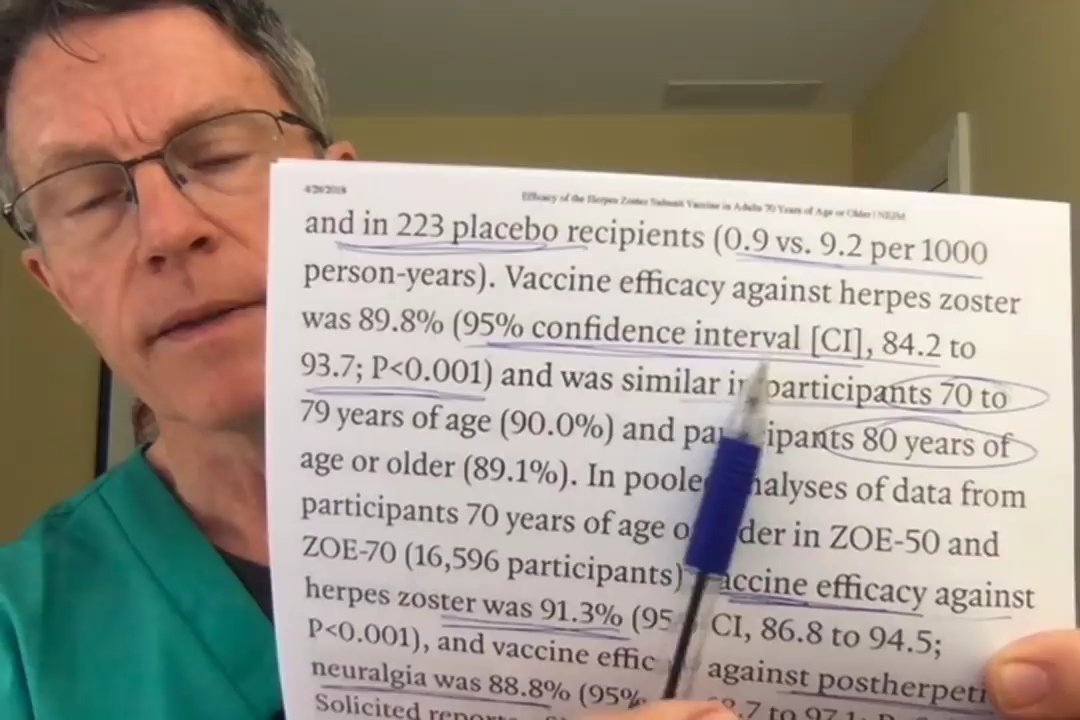 4/26/2018 Efficacy of the Herpes Zoster Subunit Vaccine in Adults 70 Years of Age or Older | NEJM
and in 223 placebo recipients (0.9 vs. 9.2 per 1000
person-years). Vaccine efficacy against herpes zoster
was 89.8% (95% confidence interval [CI], 84.2 to
93.7; P<0.001) and was similar in participants 70 to
79 years of age (90.0%) and participants 80 years of
age or older (89.1%). In pooled analyses of data from
participants 70 years of age or older in ZOE-50 and
ZOE-70 (16,596 participants) vaccine efficacy against
herpes zoster was 91.3% (95 CI, 86.8 to 94.5;
P<0.001), and vaccine against postherpeti
neuralgia was 88.8% (95% to 97.1;
Solicited